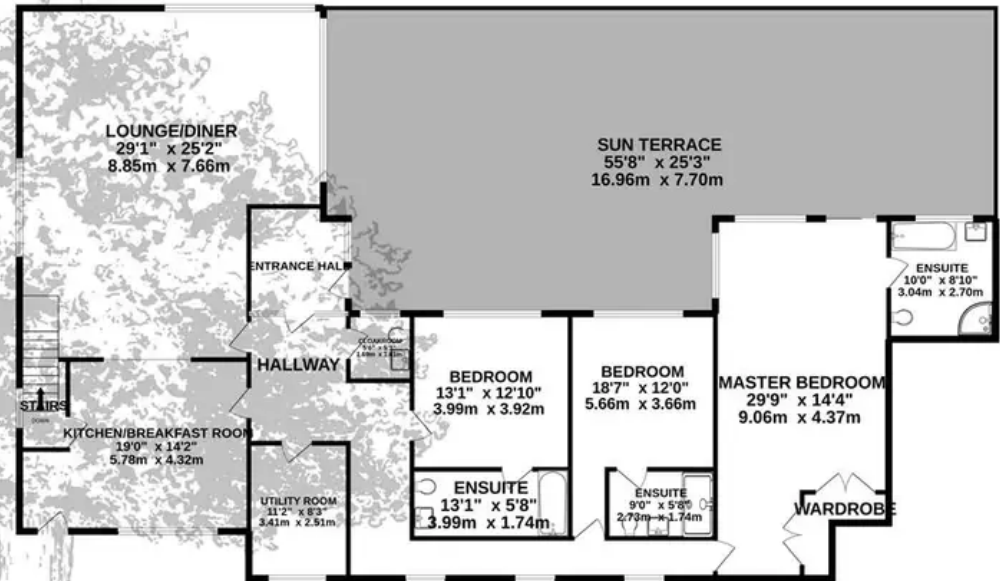 LOUNGE/DINER
29'1" x 25'2"
8.85m x 7.66m
SUN TERRACE
55'8" x 25'3"
16.96m x 7.70m
ENTRANCE HALL
ENSUITE
10'0" x 8'10"
3.04m x 2.70m
CLOAKROOM
HALLWAY
BEDROOM
13'1" x 12'10"
3.99m x 3.92m
BEDROOM
18'7" x 12'0"
5.66m x 3.66m
MASTER BEDROOM
29'9" x 14'4"
9.06m x 4.37m
STAIRS
DOWN
KITCHEN/BREAKFAST ROOM
19'0" x 14'2"
5.78m x 4.32m
UTILITY ROOM
11'2" x 8'3"
3.41m x 2.51m
ENSUITE
13'1" x 5'8"
3.99m x 1.74m
ENSUITE
9'0" x 5'8"
2.73m x 1.74m
WARDROBE